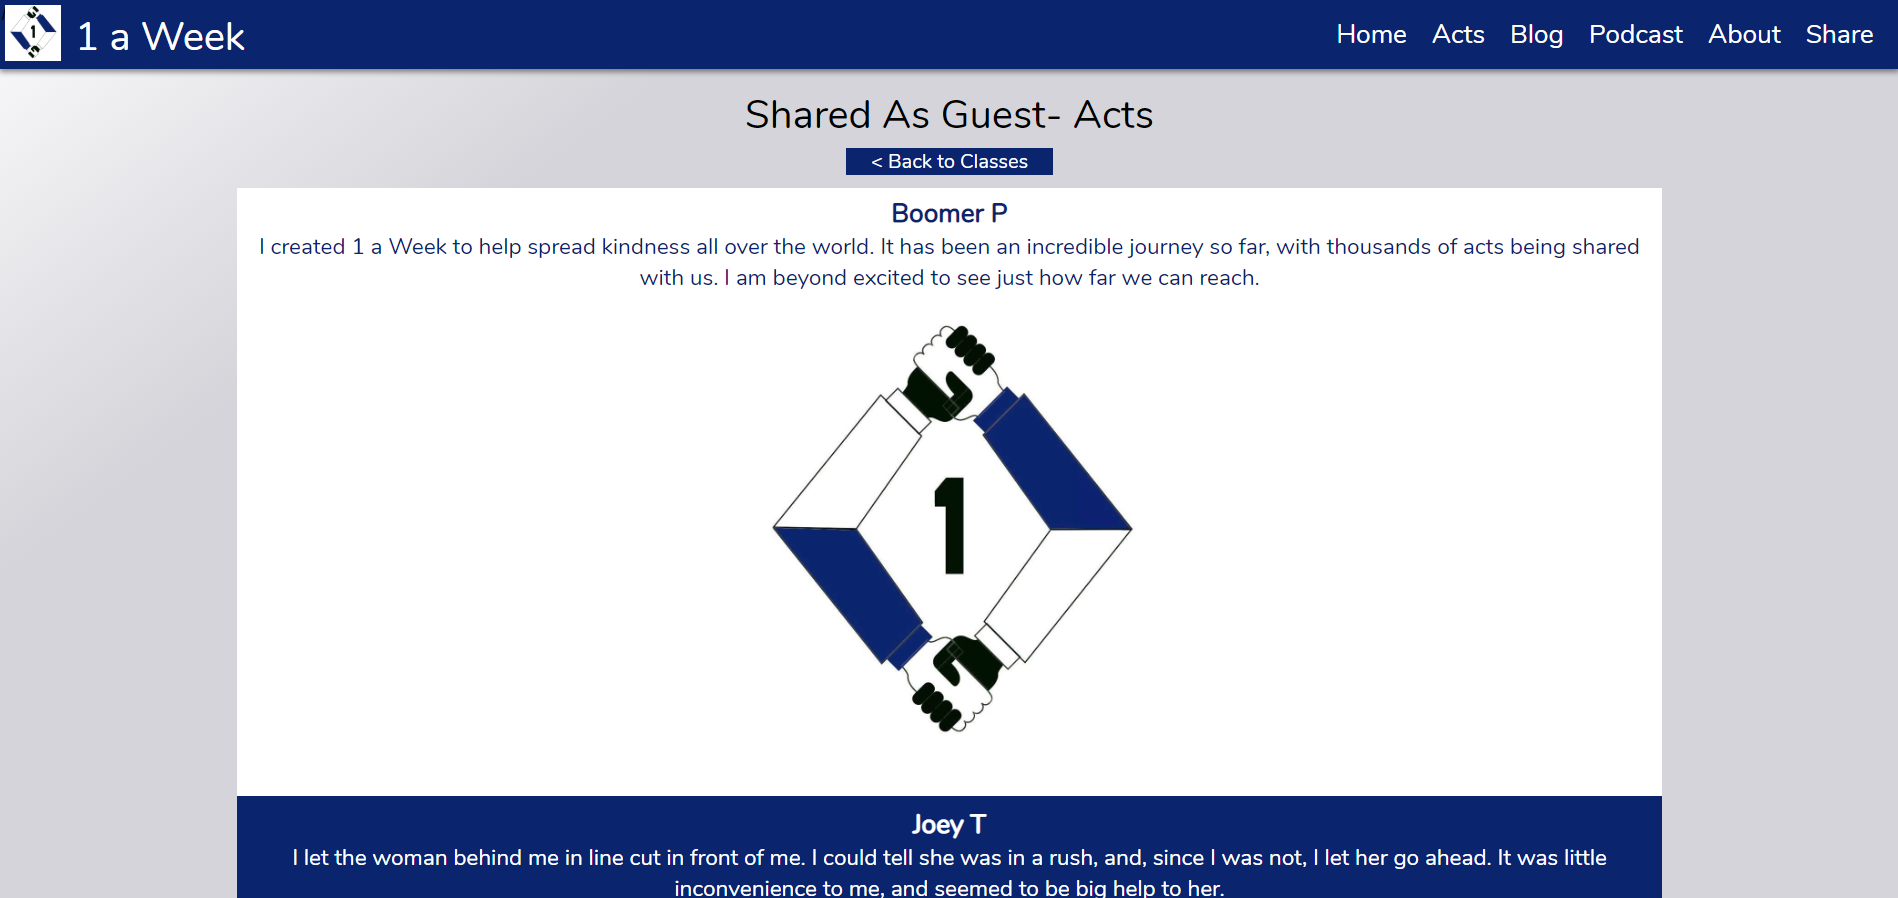 1
1 a Week
Home Acts Blog Podcast About Share
Shared As Guest- Acts
< Back to Classes
Boomer P
I created 1 a Week to help spread kindness all over the world. It has been an incredible journey so far, with thousands of acts being shared
with us. I am beyond excited to see just how far we can reach.
1
Joey T
I let the woman behind me in line cut in front of me. I could tell she was in a rush, and, since I was not, I let her go ahead. It was little
inconvenience to me, and seemed to be big help to her.